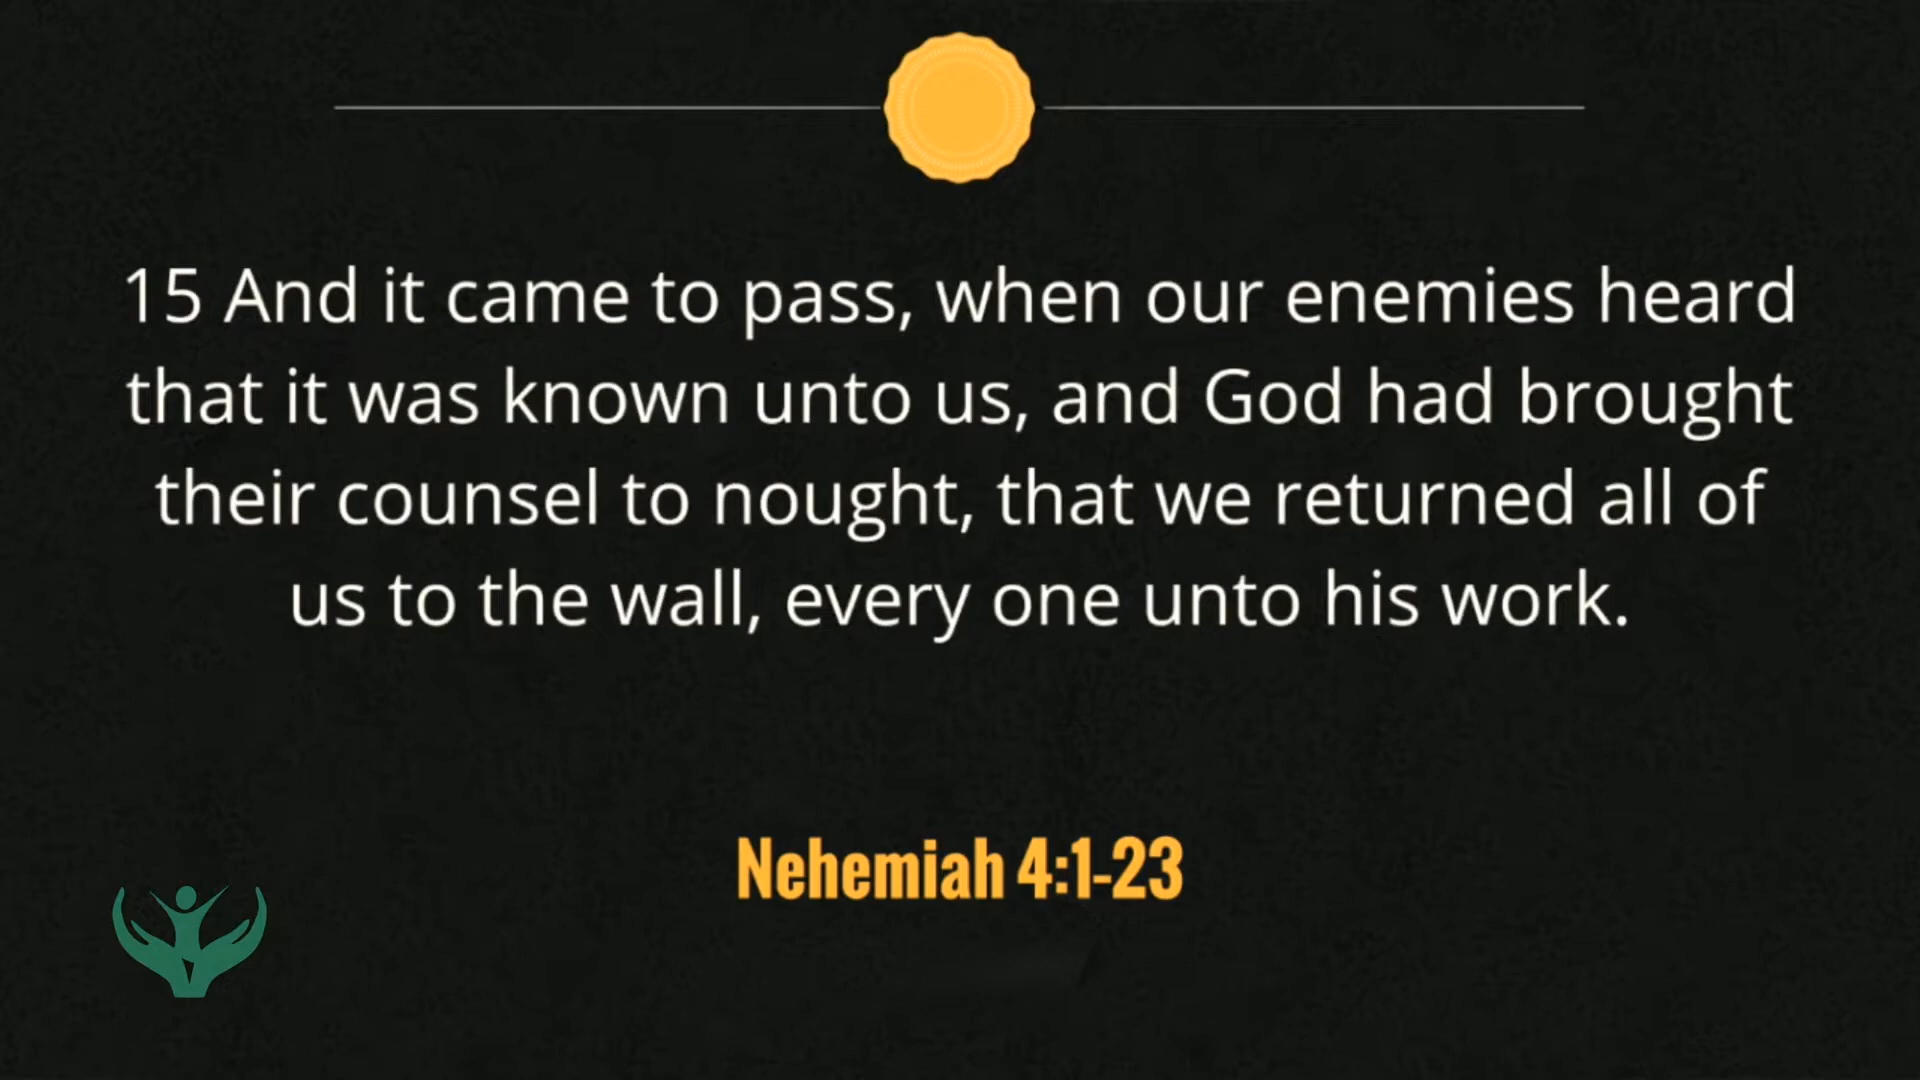 15 And it came to pass, when our enemies heard
that it was known unto us, and God had brought
their counsel to nought, that we returned all of
us to the wall, every one unto his work.
Nehemiah 4:1-23